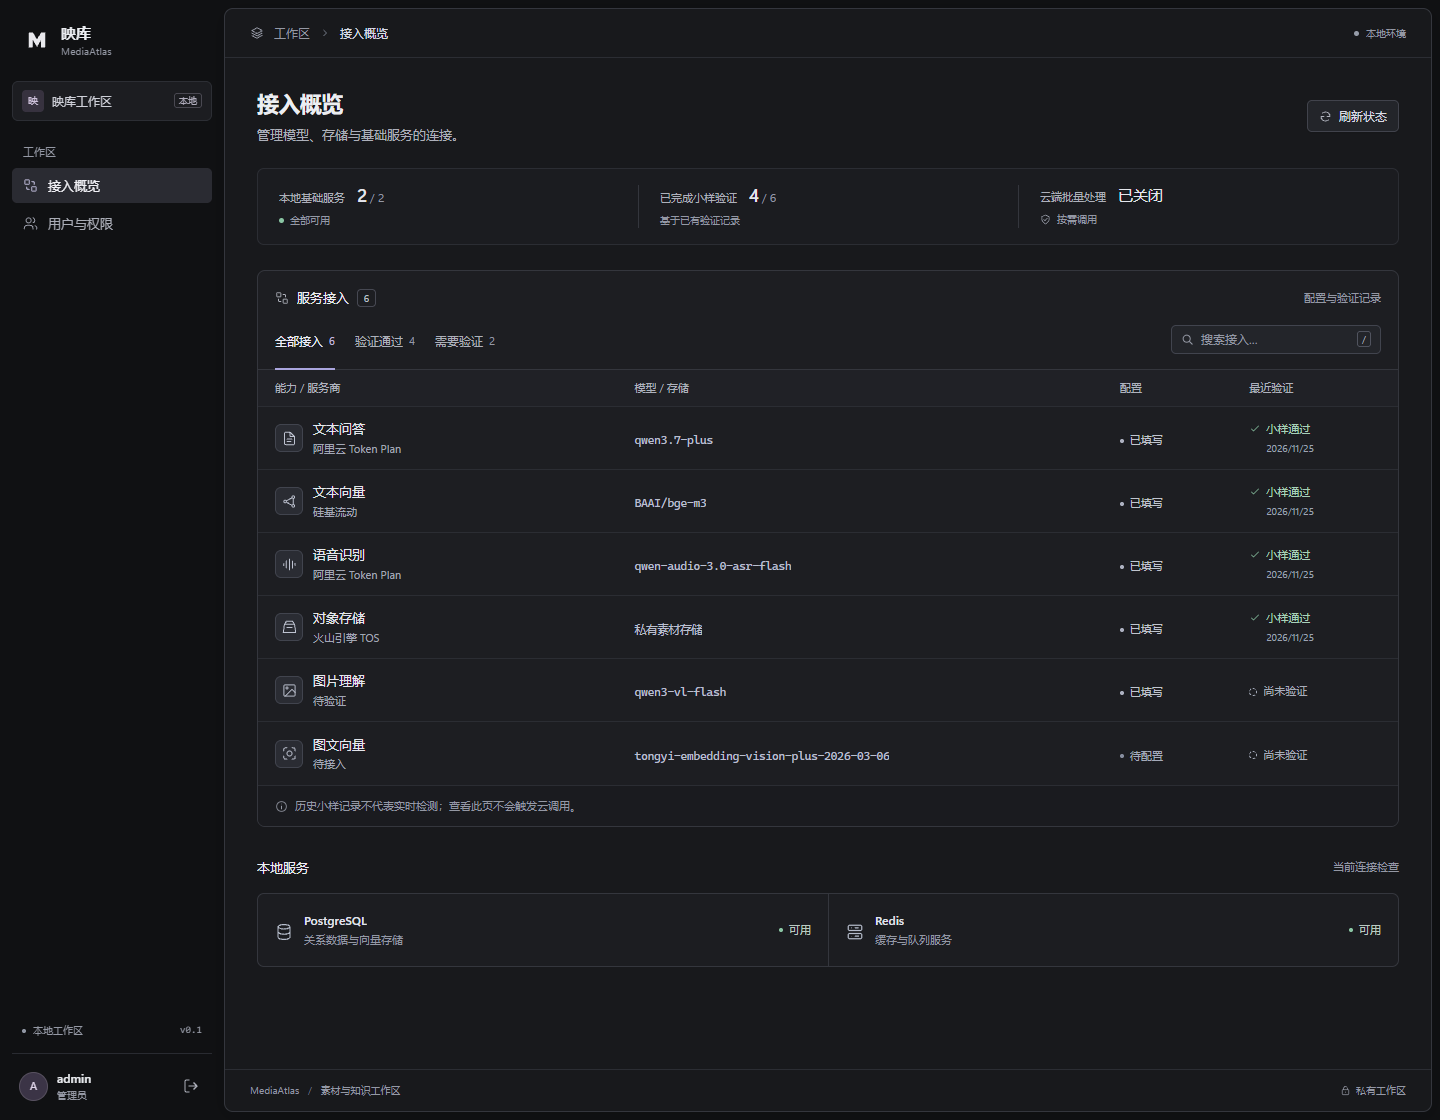 映库
MediaAtlas
映 映库工作区 本地
工作区
接入概览
用户与权限
本地工作区 v0.1
A admin
管理员
工作区 > 接入概览
本地环境
接入概览
管理模型、存储与基础服务的连接。
刷新状态
本地基础服务 2 / 2
全部可用
已完成小样验证 4 / 6
基于已有验证记录
云端批量处理 已关闭
按需调用
服务接入 6
配置与验证记录
全部接入 6 验证通过 4 需要验证 2
搜索接入... /
能力 / 服务商 模型 / 存储 配置 最近验证
文本问答
阿里云 Token Plan
qwen3.7-plus
已填写
小样通过
2026/11/25
文本向量
硅基流动
BAAI/bge-m3
已填写
小样通过
2026/11/25
语音识别
阿里云 Token Plan
qwen-audio-3.0-asr-flash
已填写
小样通过
2026/11/25
对象存储
火山引擎 TOS
私有素材存储
已填写
小样通过
2026/11/25
图片理解
待验证
qwen3-vl-flash
已填写
尚未验证
图文向量
待接入
tongyi-embedding-vision-plus-2026-03-06
待配置
尚未验证
历史小样记录不代表实时检测；查看此页不会触发云调用。
本地服务
当前连接检查
PostgreSQL
关系数据与向量存储
可用
Redis
缓存与队列服务
可用
MediaAtlas / 素材与知识工作区
私有工作区